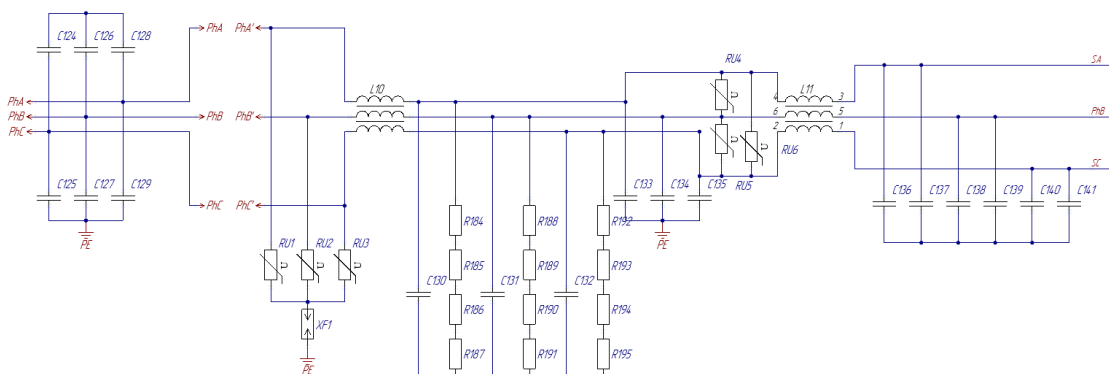 C124 C126 C128
PhA PhA'
RU4
SA
L10
L11
PhA
4 3
PhB PhB PhB' 6 5 PhB
PhC 2 1
RU6
SC
C125 C127 C129
PhC PhC'
C133 C134 C135 RU5
C136 C137 C138 C139 C140 C141
PE
RU1 RU2 RU3
R184 R188 R192
PE
R185 R189 R193
C130 C131 C132
R186 R190 R194
XF1
R187 R191 R195
PE
U U U
U U U